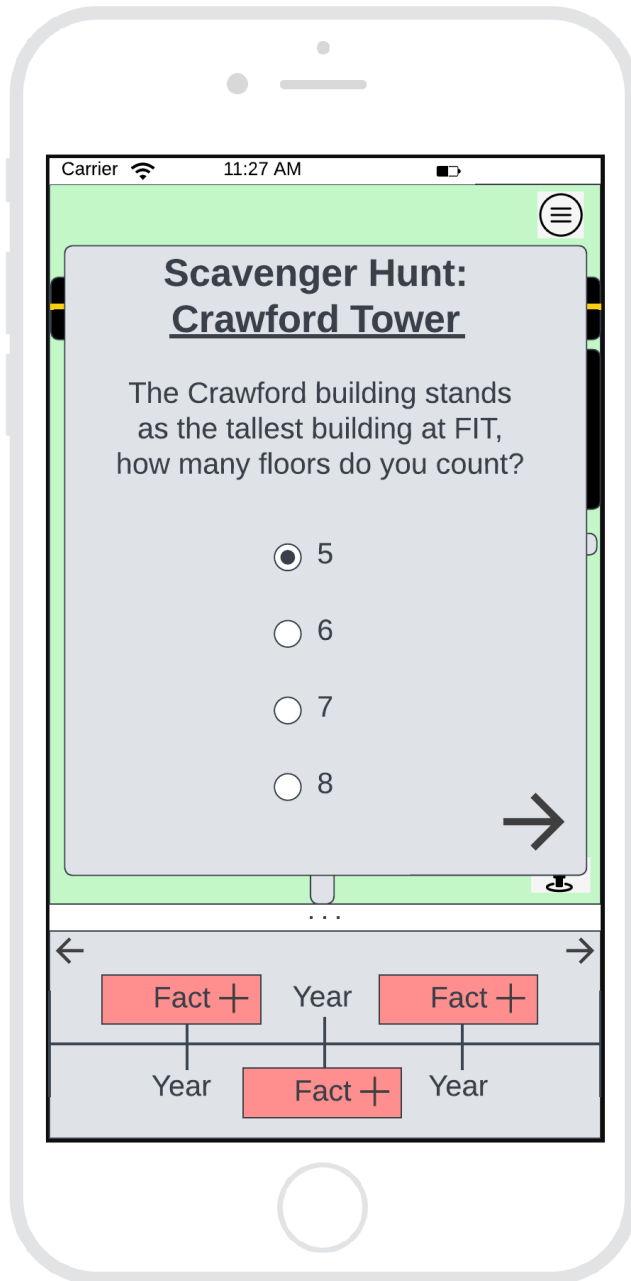 Carrier 11:27 AM
Scavenger Hunt:
Crawford Tower
The Crawford building stands
as the tallest building at FIT,
how many floors do you count?
5
6
7
8
. . .
Fact + Year Fact +
Year Fact + Year